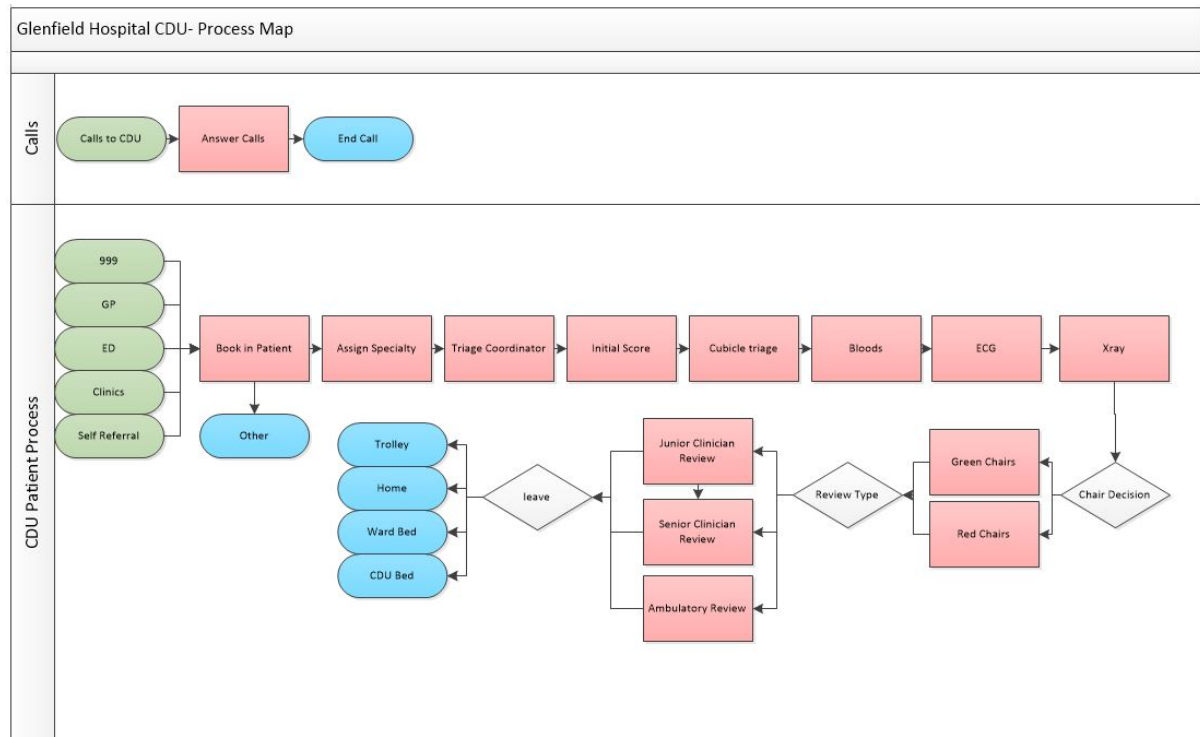 Glenfield Hospital CDU- Process Map
Calls
Calls to CDU
Answer Calls
End Call
CDU Patient Process
999
GP
ED
Clinics
Self Referral
Book in Patient
Assign Specialty
Triage Coordinator
Initial Score
Cubicle triage
Bloods
ECG
Xray
Other
Trolley
Home
Ward Bed
CDU Bed
leave
Junior Clinician
Review
Senior Clinician
Review
Ambulatory Review
Review Type
Green Chairs
Red Chairs
Chair Decision